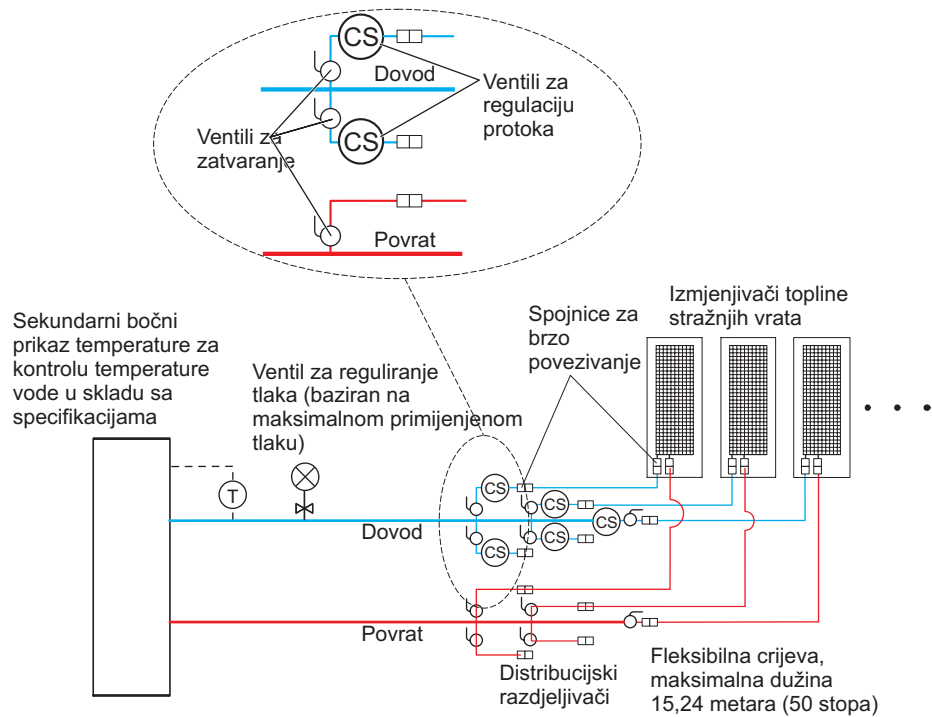 CS
Dovod
Ventili za
regulaciju
protoka
Ventili za
zatvaranje
CS
Povrat
Sekundarni bočni
prikaz temperature za
kontrolu temperature
vode u skladu sa
specifikacijama
Ventil za reguliranje
tlaka (baziran na
maksimalnom primijenjenom
tlaku)
Spojnice za
brzo
povezivanje
Izmjenjivači topline
stražnjih vrata
T
CS
CS
CS
CS
CS
Dovod
Povrat
Distribucijski
razdjeljivači
Fleksibilna crijeva,
maksimalna dužina
15,24 metara (50 stopa)